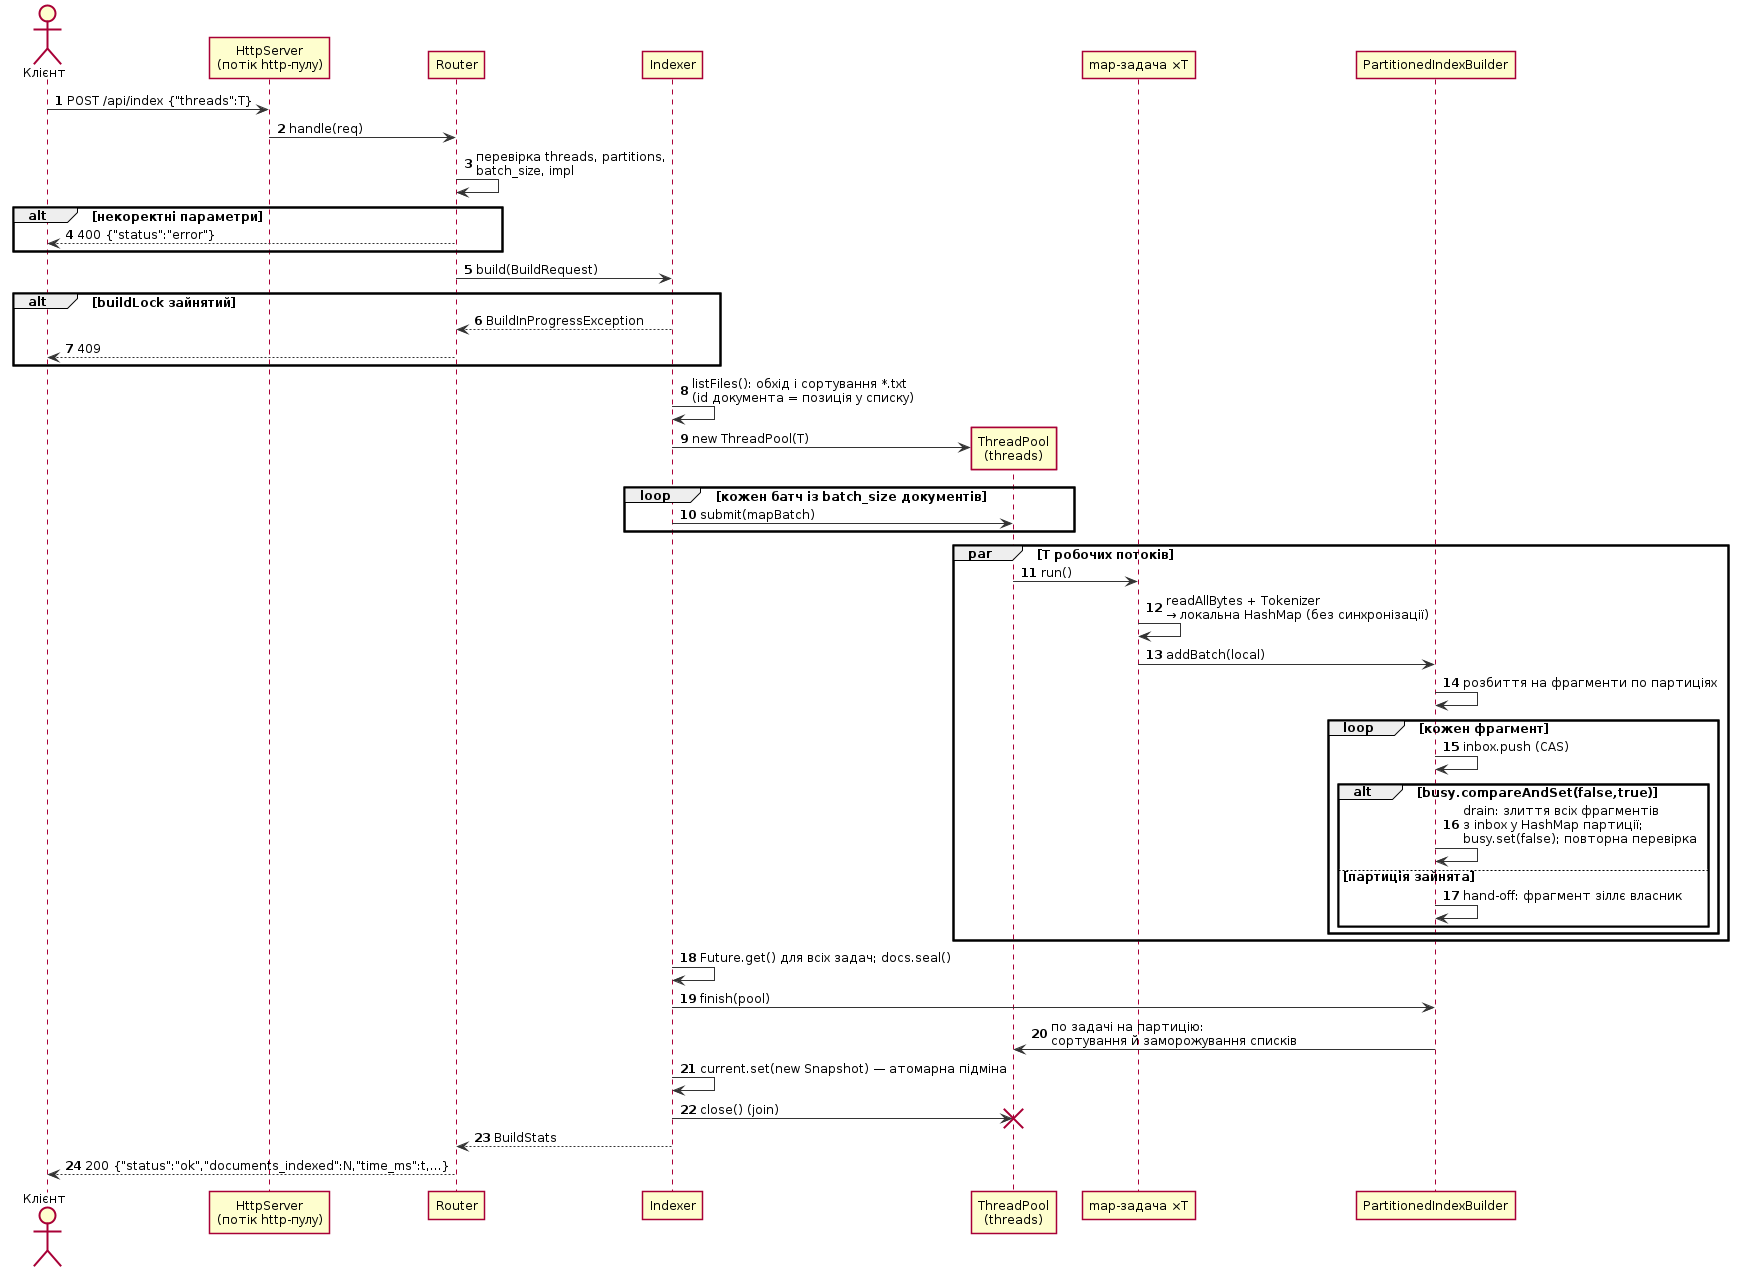 Клієнт
HttpServer
(потік http-пулу)
Router
Indexer
map-задача ×T
PartitionedIndexBuilder
1 POST /api/index {"threads":T}
2 handle(req)
3 перевірка threads, partitions,
batch_size, impl
alt [некоректні параметри]
4 400 {"status":"error"}
5 build(BuildRequest)
alt [buildLock зайнятий]
6 BuildInProgressException
7 409
8 listFiles(): обхід і сортування *.txt
(id документа = позиція у списку)
9 new ThreadPool(T)
ThreadPool
(threads)
loop [кожен батч із batch_size документів]
10 submit(mapBatch)
par [T робочих потоків]
11 run()
12 readAllBytes + Tokenizer
→ локальна HashMap (без синхронізації)
13 addBatch(local)
14 розбиття на фрагменти по партиціях
loop [кожен фрагмент]
15 inbox.push (CAS)
alt [busy.compareAndSet(false,true)]
drain: злиття всіх фрагментів
16 з inbox у HashMap партиції;
busy.set(false); повторна перевірка
[партиція зайнята]
17 hand-off: фрагмент зіллє власник
18 Future.get() для всіх задач; docs.seal()
19 finish(pool)
20 по задачі на партицію:
сортування й заморожування списків
21 current.set(new Snapshot) — атомарна підміна
22 close() (join)
23 BuildStats
24 200 {"status":"ok","documents_indexed":N,"time_ms":t,...}
Клієнт
HttpServer
(потік http-пулу)
Router
Indexer
ThreadPool
(threads)
map-задача ×T
PartitionedIndexBuilder